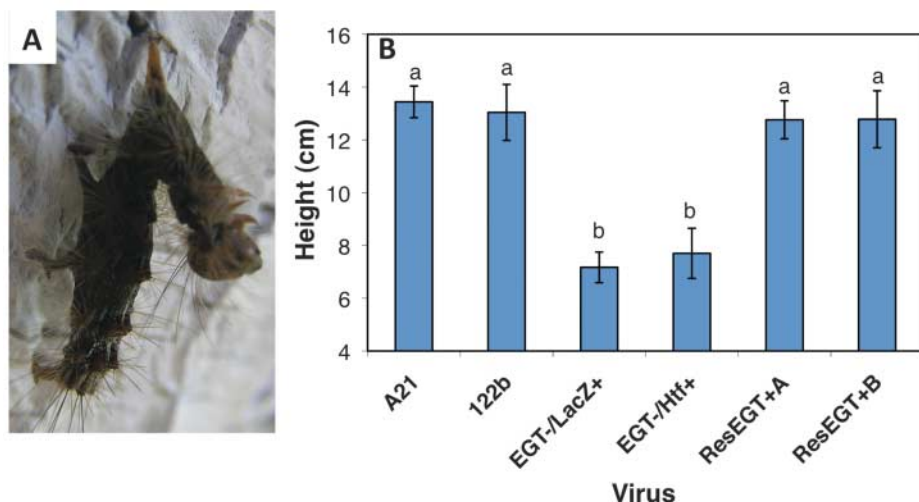 A
B
16
14
12
10
8
6
4
Height (cm)
a
a
b
b
a
a
A21
122b
EGT-/LacZ+
EGT-/Htf+
ResEGT+A
ResEGT+B
Virus